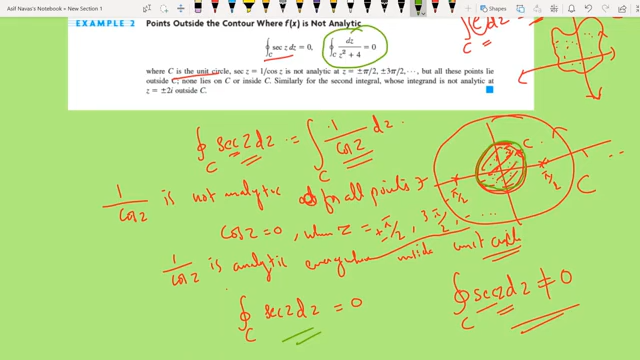 Asif Navas's Notebook » New Section 1
EXAMPLE 2 Points Outside the Contour Where f(x) Is Not Analytic
∮_C sec z dz = 0, ∮_C dz/(z² + 4) = 0
where C is the unit circle, sec z = 1/cos z is not analytic at z = ±π/2, ±3π/2, ⋯, but all these points lie
outside C; none lies on C or inside C. Similarly for the second integral, whose integrand is not analytic at
z = ±2i outside C.
∮_C sec z dz = ∫_C 1/cos z dz.
1/cos z is not analytic for all points z
cos z = 0, when z = ±π/2, 3π/2, ....
1/cos z is analytic everywhere inside unit circle
∮_C sec z dz = 0
C
-π/2
π/2
C
∮_C sec z dz ≠ 0